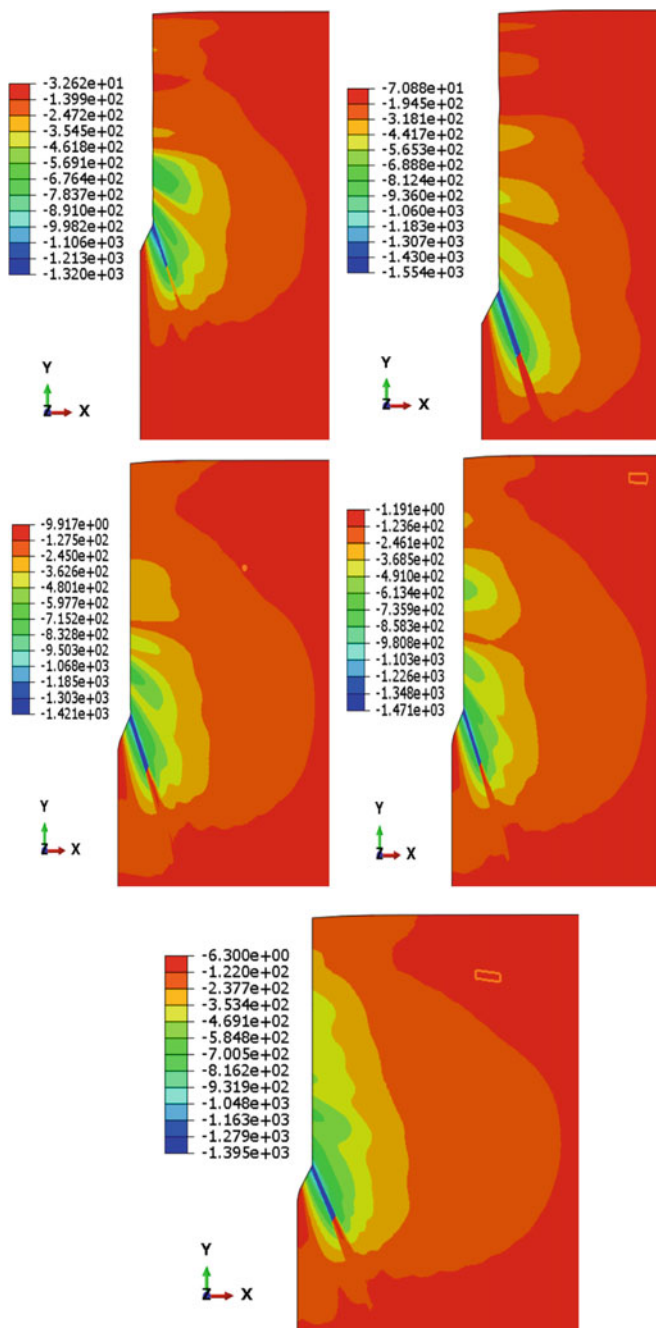 -3.262e+01
-1.399e+02
-2.472e+02
-3.545e+02
-4.618e+02
-5.691e+02
-6.764e+02
-7.837e+02
-8.910e+02
-9.982e+02
-1.106e+03
-1.213e+03
-1.320e+03
Y
Z X
-7.088e+01
-1.945e+02
-3.181e+02
-4.417e+02
-5.653e+02
-6.888e+02
-8.124e+02
-9.360e+02
-1.060e+03
-1.183e+03
-1.307e+03
-1.430e+03
-1.554e+03
Y
Z X
-9.917e+00
-1.275e+02
-2.450e+02
-3.626e+02
-4.801e+02
-5.977e+02
-7.152e+02
-8.328e+02
-9.503e+02
-1.068e+03
-1.185e+03
-1.303e+03
-1.421e+03
Y
Z X
-1.191e+00
-1.236e+02
-2.461e+02
-3.685e+02
-4.910e+02
-6.134e+02
-7.359e+02
-8.583e+02
-9.808e+02
-1.103e+03
-1.226e+03
-1.348e+03
-1.471e+03
Y
Z X
-6.300e+00
-1.220e+02
-2.377e+02
-3.534e+02
-4.691e+02
-5.848e+02
-7.005e+02
-8.162e+02
-9.319e+02
-1.048e+03
-1.163e+03
-1.279e+03
-1.395e+03
Y
Z X